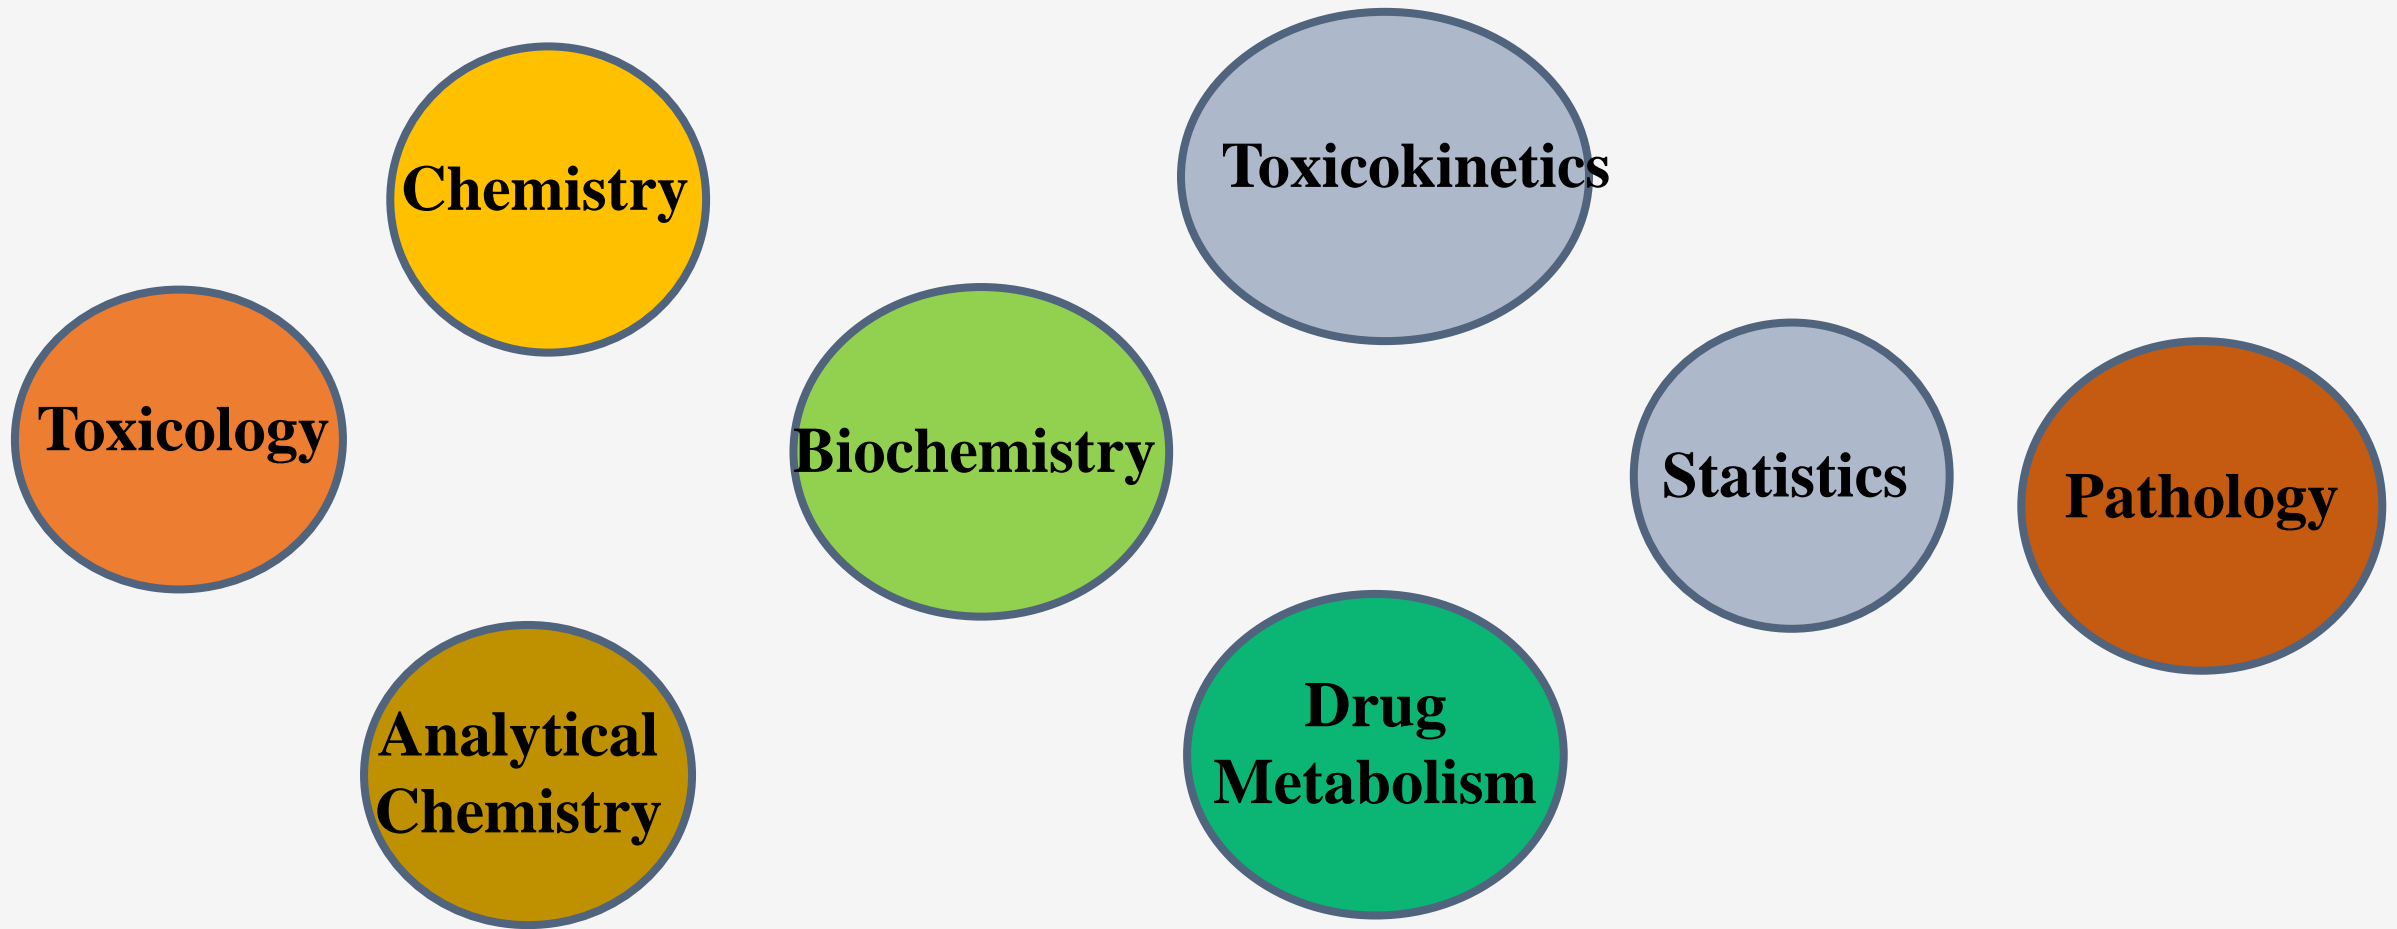 Toxicology
Chemistry
Analytical
Chemistry
Biochemistry
Toxicokinetics
Drug
Metabolism
Statistics
Pathology